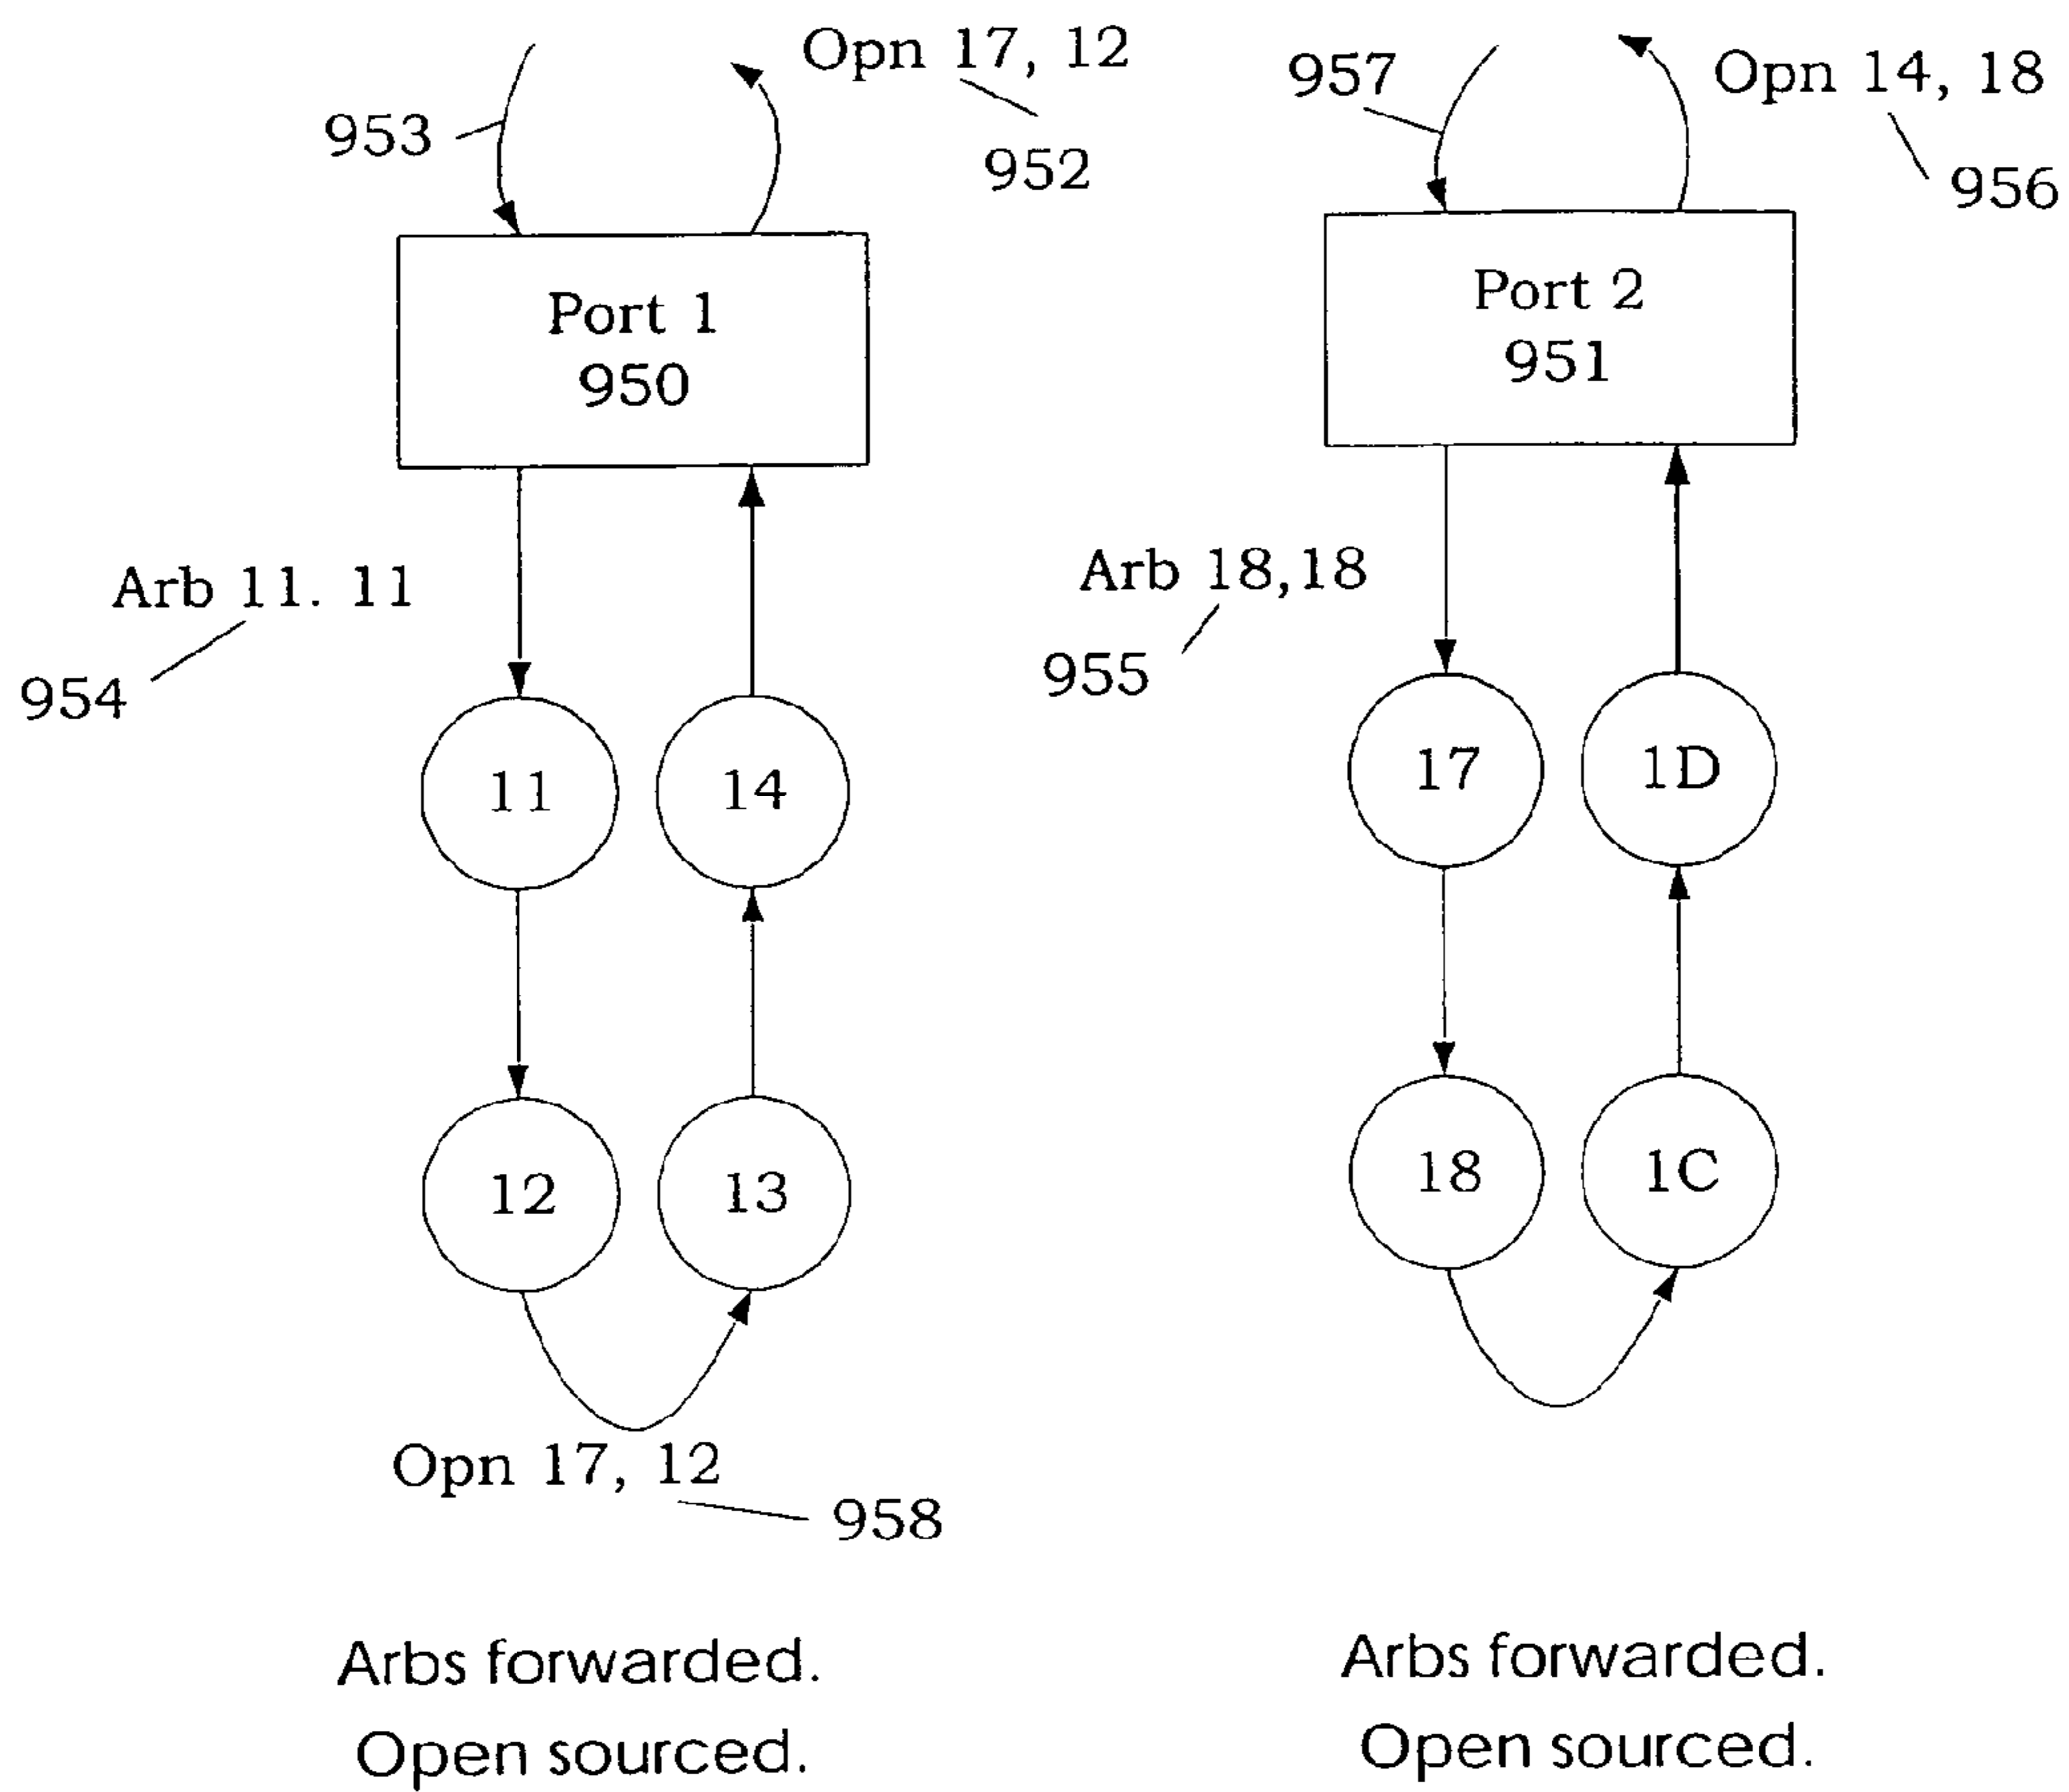 Opn 17, 12
952
953
Port 1
950
Arb 11. 11
954
11
14
12
13
Opn 17, 12
958
Arbs forwarded.
Open sourced.
957
Opn 14, 18
956
Port 2
951
Arb 18,18
955
17
1D
18
1C
Arbs forwarded.
Open sourced.